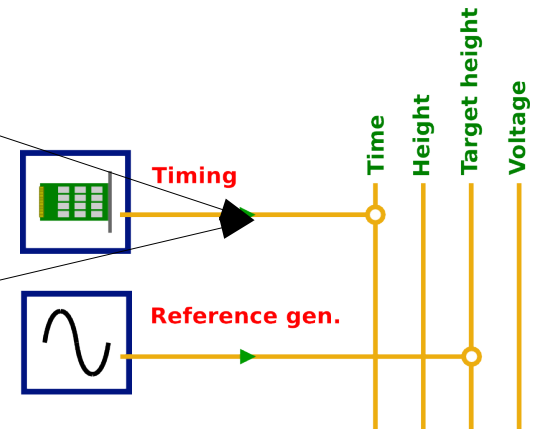 Time
Height
Target height
Voltage
Timing
Reference gen.